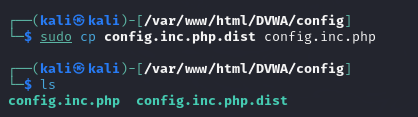 ┌──(kali㉿kali)-[/var/www/html/DVWA/config]
└─$ sudo cp config.inc.php.dist config.inc.php
┌──(kali㉿kali)-[/var/www/html/DVWA/config]
└─$ ls
config.inc.php  config.inc.php.dist